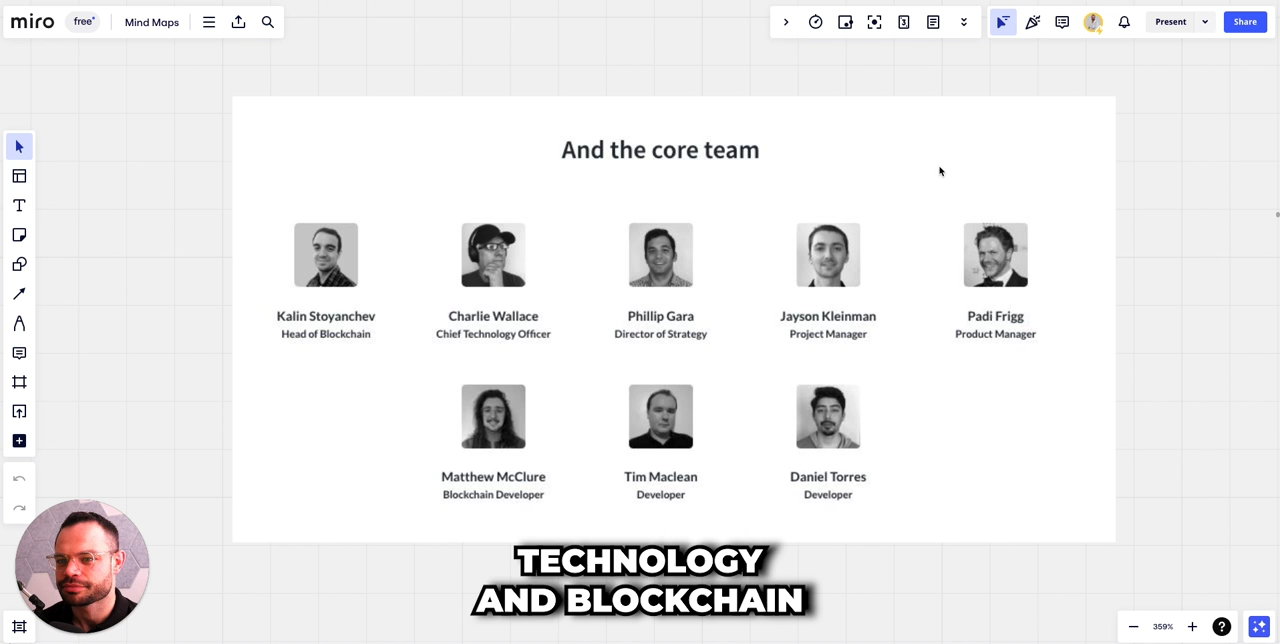 miro free Mind Maps
3
Present Share
And the core team
Kalin Stoyanchev Charlie Wallace Phillip Gara Jayson Kleinman Padi Frigg
Head of Blockchain Chief Technology Officer Director of Strategy Project Manager Product Manager
Matthew McClure Tim Maclean Daniel Torres
Blockchain Developer Developer Developer
TECHNOLOGY
AND BLOCKCHAIN
359%